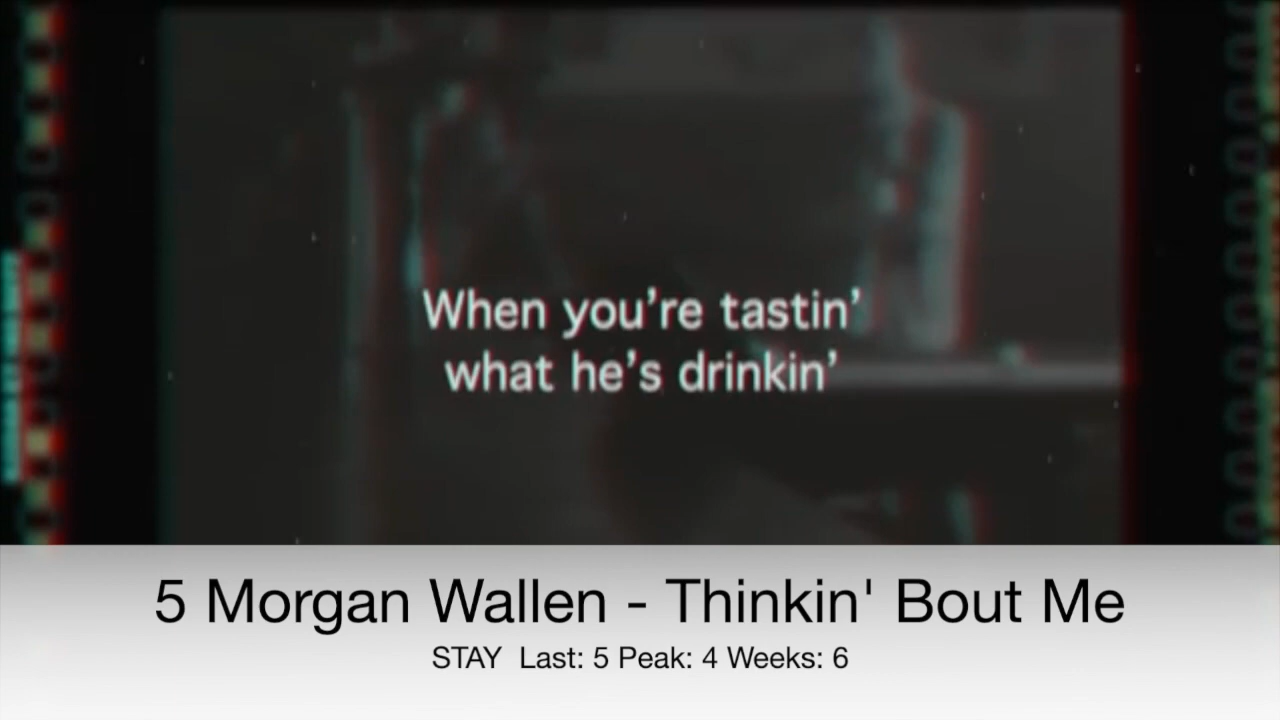 When you’re tastin’
what he’s drinkin’
5 Morgan Wallen - Thinkin' Bout Me
STAY  Last: 5 Peak: 4 Weeks: 6